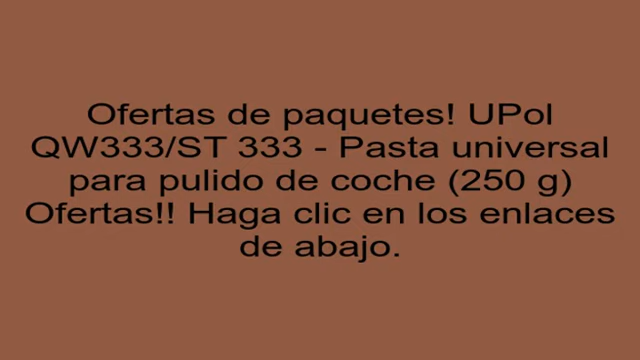 Ofertas de paquetes! UPol
QW333/ST 333 - Pasta universal
para pulido de coche (250 g)
Ofertas!! Haga clic en los enlaces
de abajo.